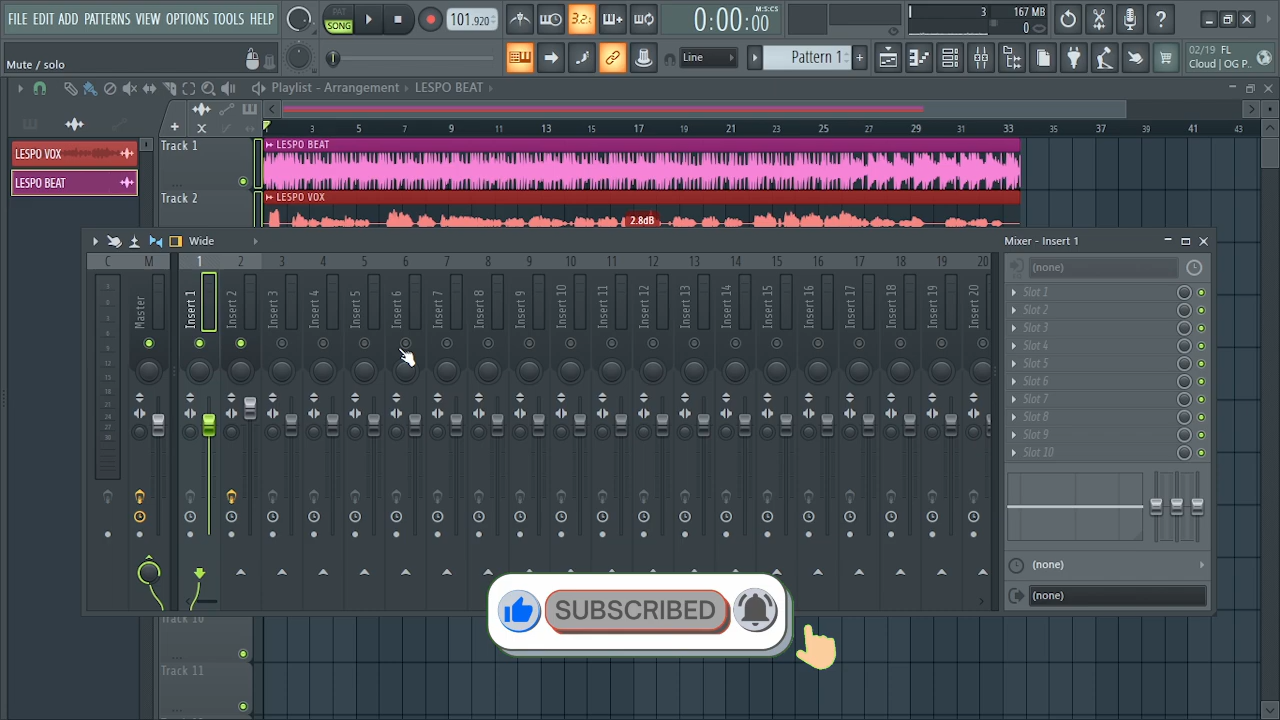 FILE EDIT ADD PATTERNS VIEW OPTIONS TOOLS HELP
PAT
SONG
101.920
3.2
0:00:00
M:S:CS
3
167 MB
0
Mute / solo
Line
Pattern 1
02/19 FL
Cloud | OG P..
Playlist - Arrangement
LESPO BEAT
3 5 7 9 11 13 15 17 19 21 23 25 27 29 31 33 35 37 39 41 43
LESPO VOX
LESPO BEAT
Track 1
LESPO BEAT
Track 2
LESPO VOX
2.8dB
Wide
Mixer - Insert 1
C M 1 2 3 4 5 6 7 8 9 10 11 12 13 14 15 16 17 18 19 20
Master
Insert 1
Insert 2
Insert 3
Insert 4
Insert 5
Insert 6
Insert 7
Insert 8
Insert 9
Insert 10
Insert 11
Insert 12
Insert 13
Insert 14
Insert 15
Insert 16
Insert 17
Insert 18
Insert 19
Insert 20
(none)
Slot 1
Slot 2
Slot 3
Slot 4
Slot 5
Slot 6
Slot 7
Slot 8
Slot 9
Slot 10
(none)
(none)
SUBSCRIBED
Track 10
Track 11